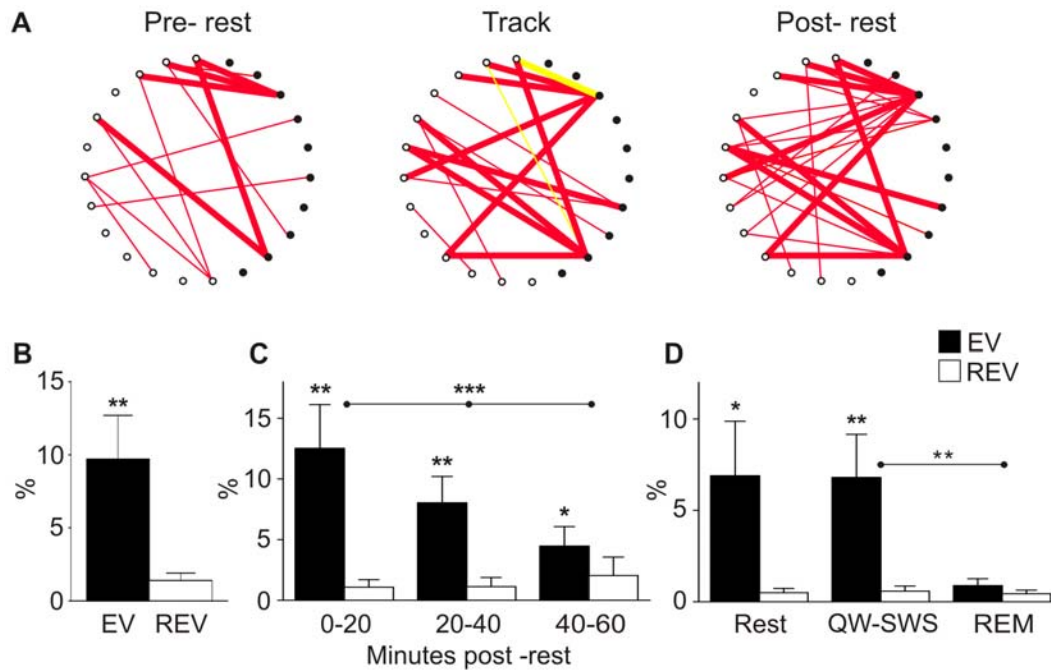 A Pre- rest Track Post- rest
B
15
10
5
0
%
**
EV REV
C
15
10
5
0
%
** *** ** *
0-20 20-40 40-60
Minutes post -rest
D
EV
REV
10
5
0
%
* ** **
Rest QW-SWS REM